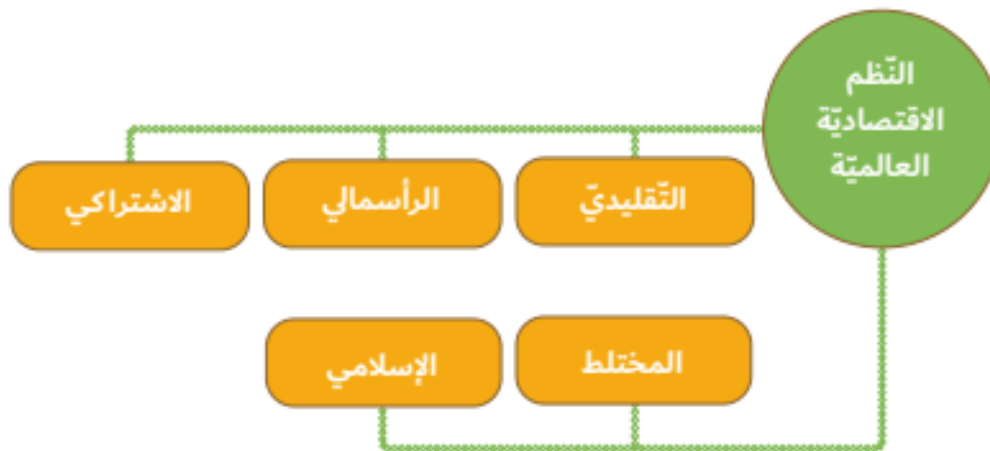 النّظم
الاقتصاديّة
العالميّة
التّقليديّ
الرأسمالي
الاشتراكي
المختلط
الإسلامي